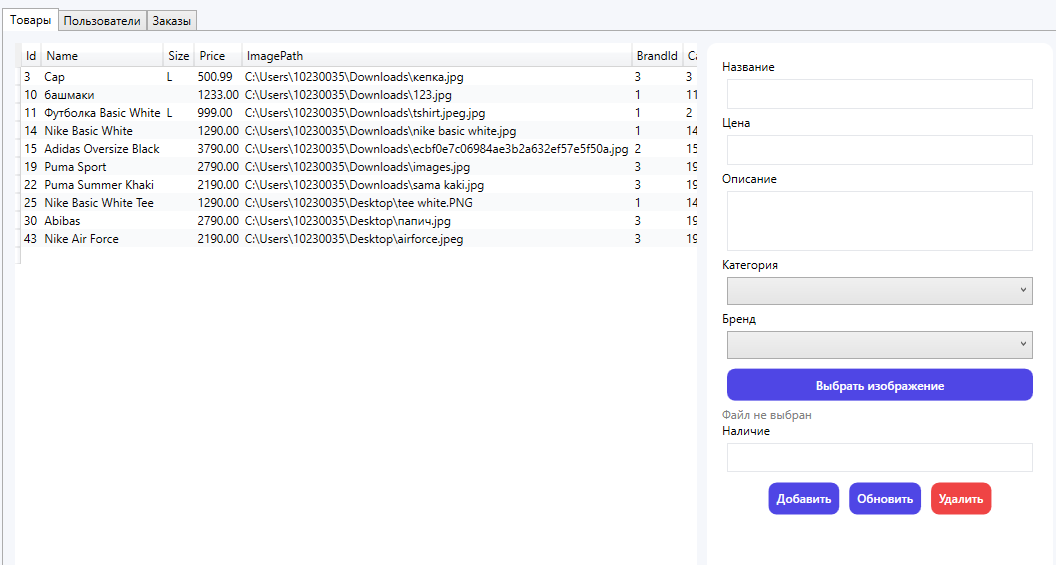 Товары Пользователи Заказы
Id Name Size Price ImagePath BrandId Ca
3 Cap L 500.99 C:\Users\10230035\Downloads\кепка.jpg 3 3
10 башмаки 1233.00 C:\Users\10230035\Downloads\123.jpg 1 11
11 Футболка Basic White L 999.00 C:\Users\10230035\Downloads\tshirt.jpeg.jpg 1 2
14 Nike Basic White 1290.00 C:\Users\10230035\Downloads\nike basic white.jpg 1 14
15 Adidas Oversize Black 3790.00 C:\Users\10230035\Downloads\ecbf0e7c06984ae3b2a632ef57e5f50a.jpg 2 15
19 Puma Sport 2790.00 C:\Users\10230035\Downloads\images.jpg 3 19
22 Puma Summer Khaki 2190.00 C:\Users\10230035\Downloads\sama kaki.jpg 3 19
25 Nike Basic White Tee 1290.00 C:\Users\10230035\Desktop\tee white.PNG 1 14
30 Abibas 2790.00 C:\Users\10230035\Desktop\папич.jpg 3 19
43 Nike Air Force 2190.00 C:\Users\10230035\Desktop\airforce.jpeg 3 19
Название
Цена
Описание
Категория
Бренд
Выбрать изображение
Файл не выбран
Наличие
Добавить Обновить Удалить